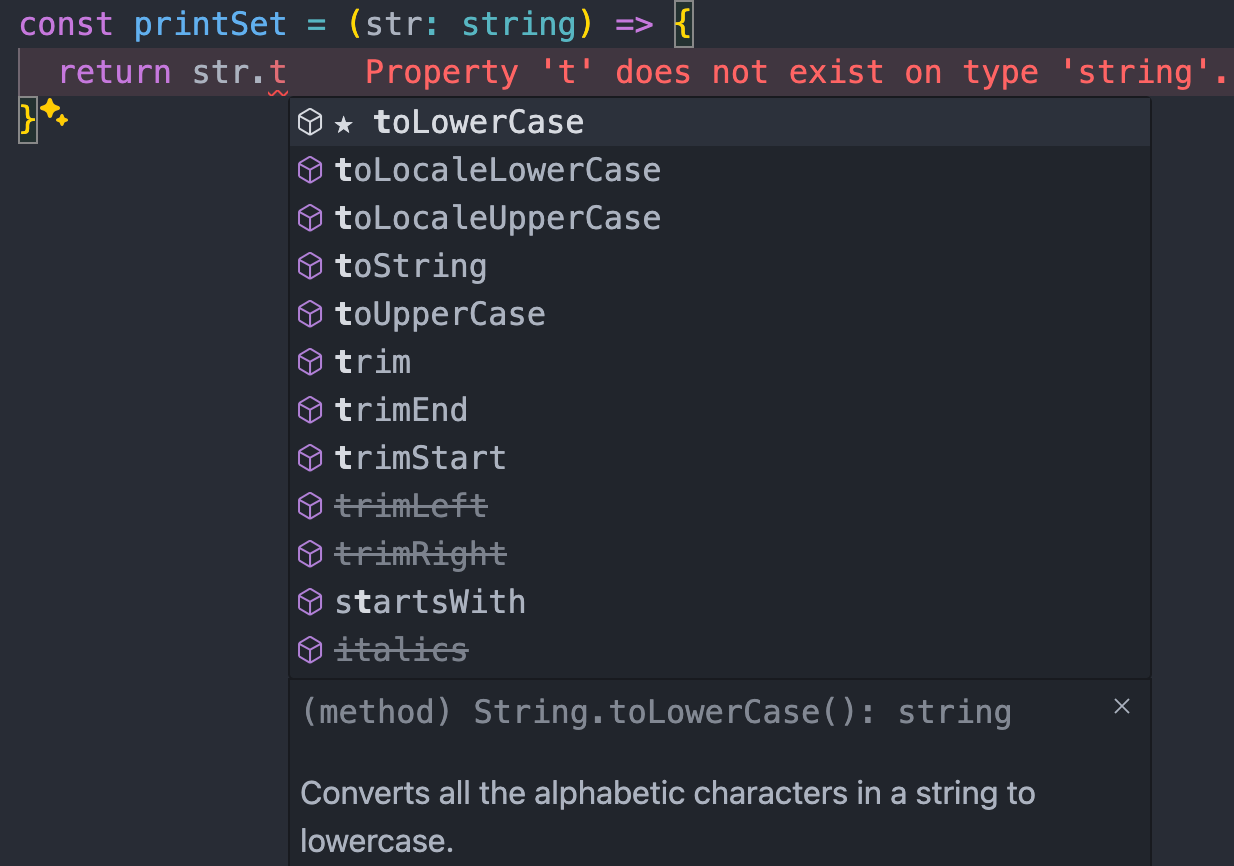 const printSet = (str: string) => {
return str.t Property 't' does not exist on type 'string'.
}
★ toLowerCase
toLocaleLowerCase
toLocaleUpperCase
toString
toUpperCase
trim
trimEnd
trimStart
trimLeft
trimRight
startsWith
italics
(method) String.toLowerCase(): string
Converts all the alphabetic characters in a string to
lowercase.